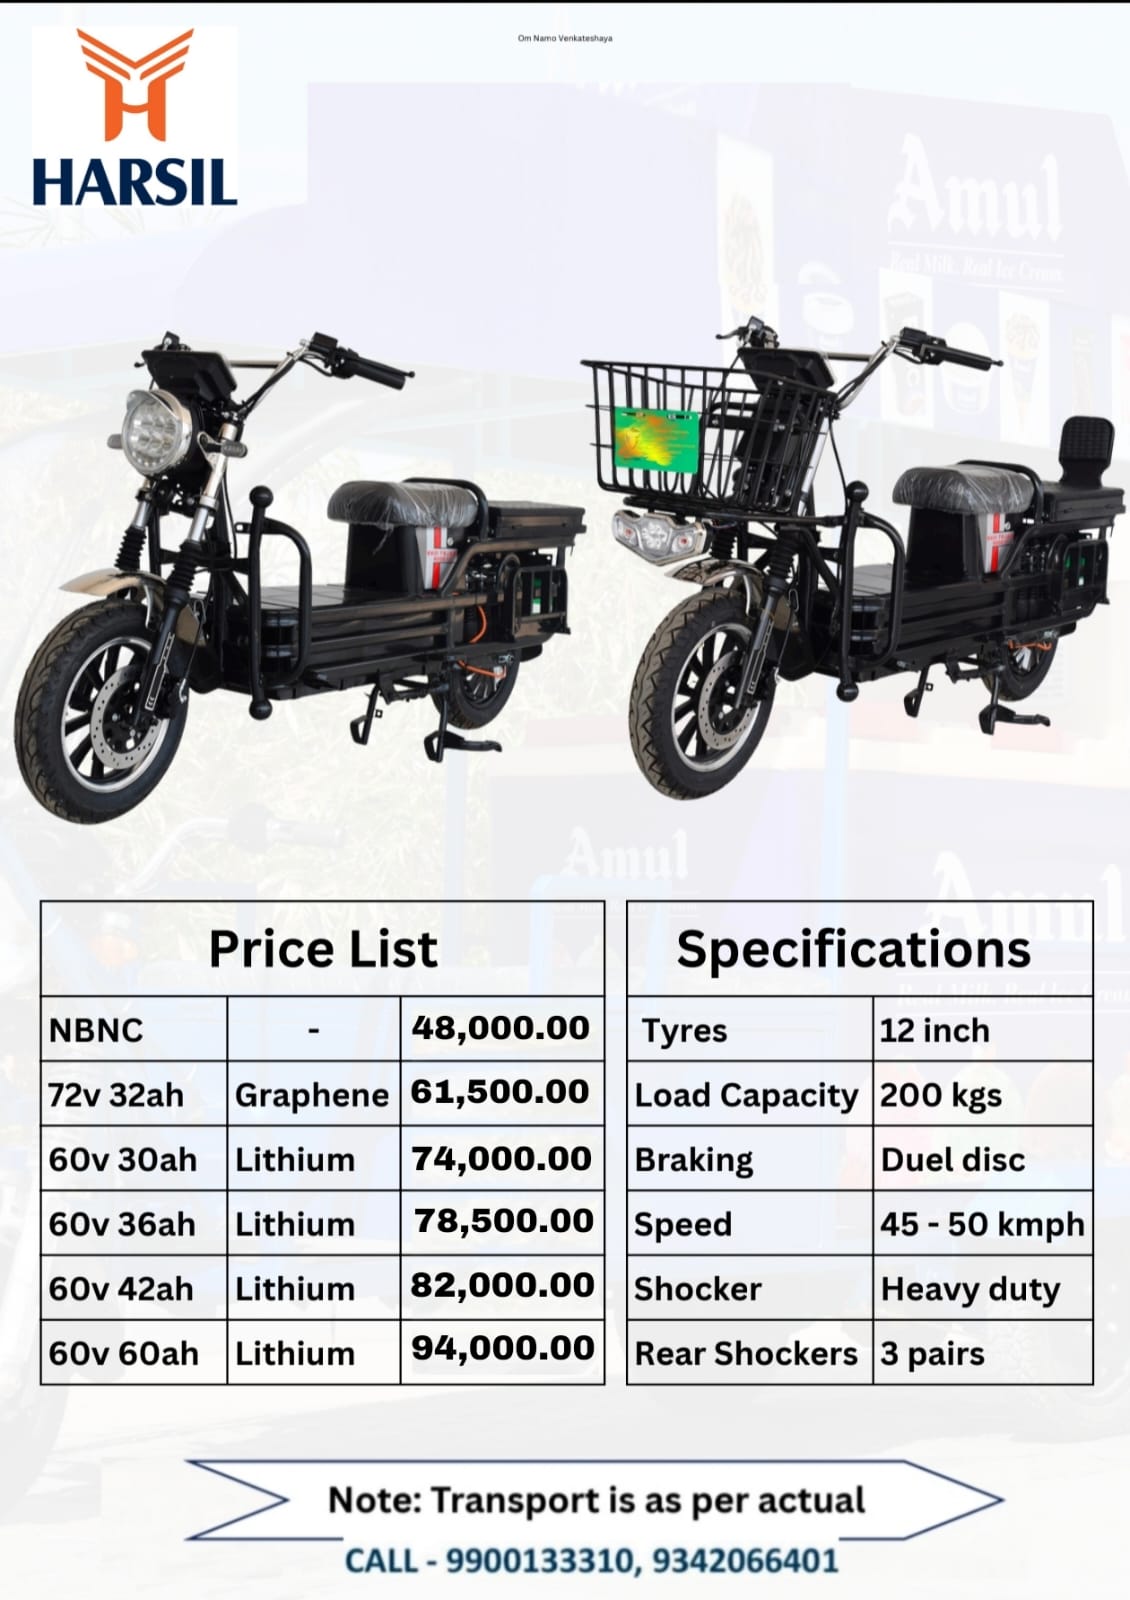 Om Namo Venkateshaya
HARSIL
Amul
Real Milk. Real Ice Cream.
Amul
Amul
Price List
NBNC - 48,000.00
72v 32ah Graphene 61,500.00
60v 30ah Lithium 74,000.00
60v 36ah Lithium 78,500.00
60v 42ah Lithium 82,000.00
60v 60ah Lithium 94,000.00
Specifications
Tyres 12 inch
Load Capacity 200 kgs
Braking Duel disc
Speed 45 - 50 kmph
Shocker Heavy duty
Rear Shockers 3 pairs
Note: Transport is as per actual
CALL - 9900133310, 9342066401